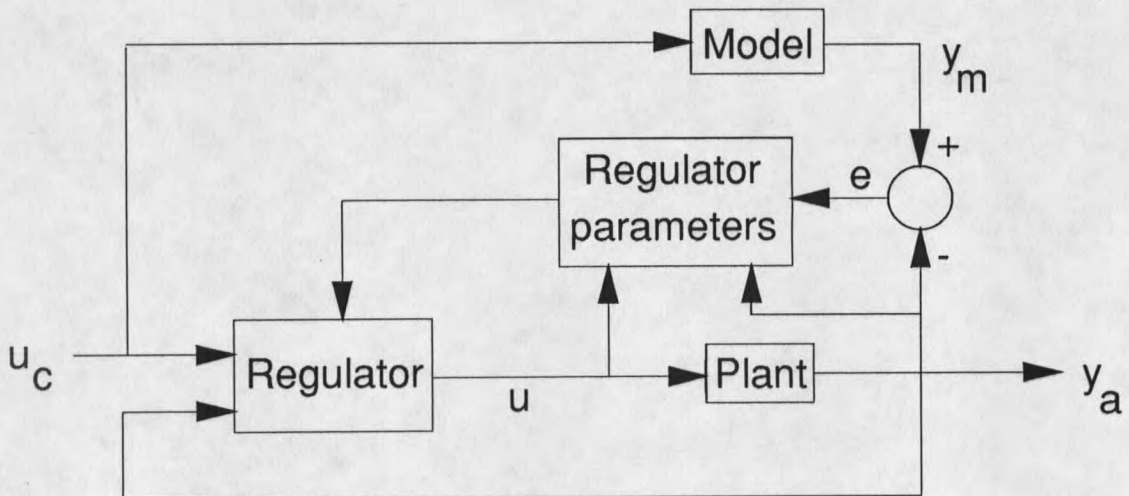 Model
y_m
+
Regulator
parameters
e
-
u_c
Regulator
u
Plant
y_a